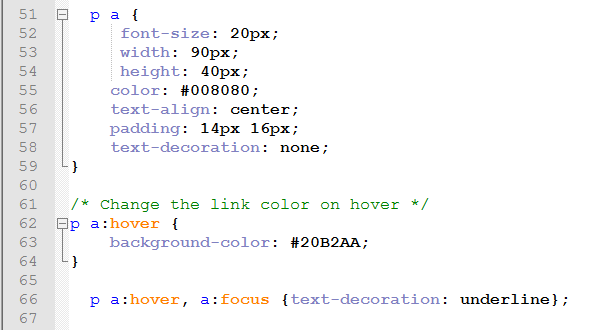 51 p a {
52 font-size: 20px;
53 width: 90px;
54 height: 40px;
55 color: #008080;
56 text-align: center;
57 padding: 14px 16px;
58 text-decoration: none;
59 }
60
61 /* Change the link color on hover */
62 p a:hover {
63 background-color: #20B2AA;
64 }
65
66 p a:hover, a:focus {text-decoration: underline};
67